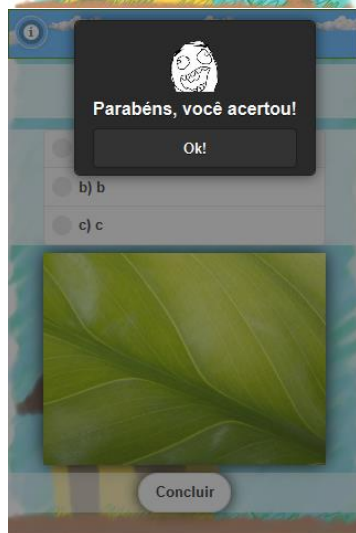 i
Parabéns, você acertou!
Ok!
b) b
c) c
Concluir